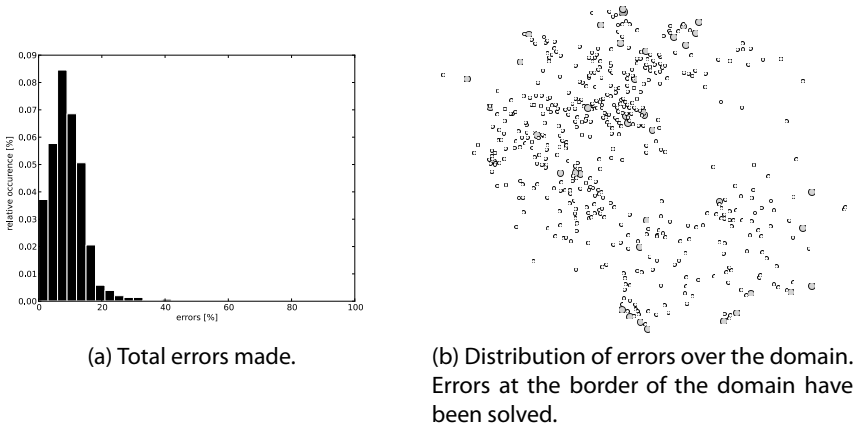 0.09
0.08
0.07
0.06
0.05
0.04
0.03
0.02
0.01
0.00
relative occurence [%]
0 20 40 60 80 100
errors [%]
(a) Total errors made.
(b) Distribution of errors over the domain.
Errors at the border of the domain have
been solved.